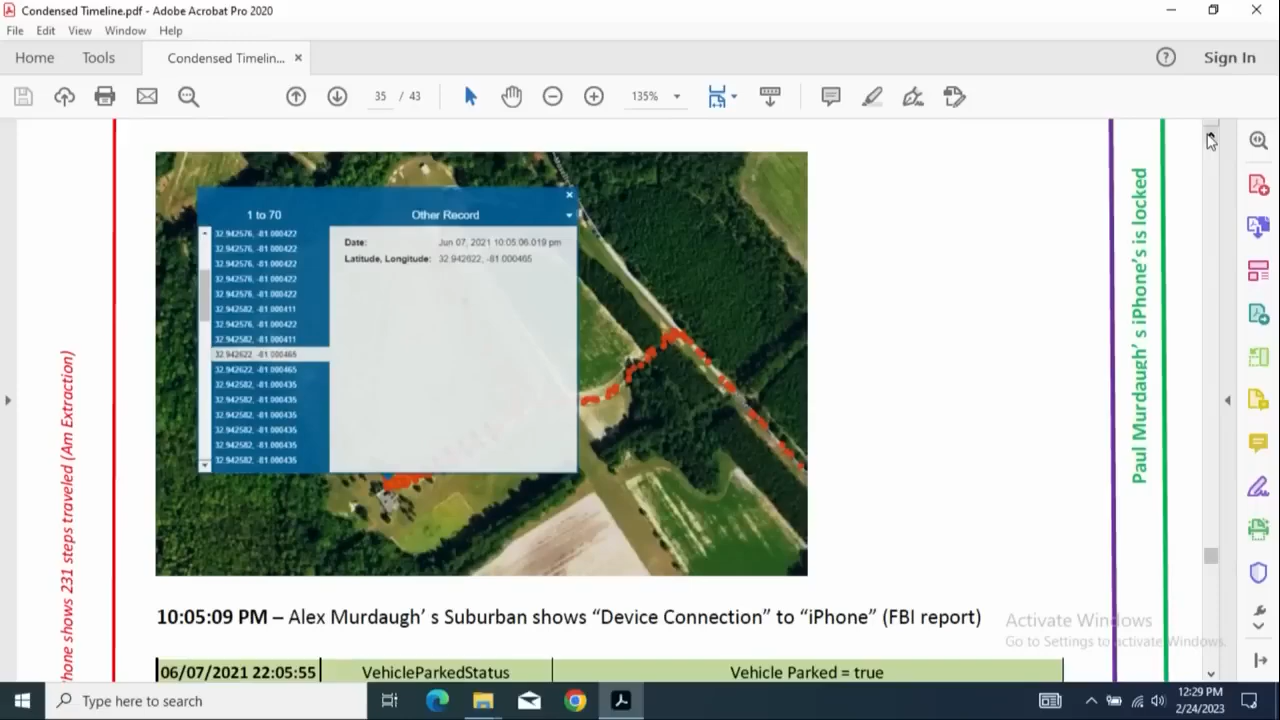 Condensed Timeline.pdf - Adobe Acrobat Pro 2020
File Edit View Window Help
Home Tools Condensed Timelin... Sign In
35 / 43 135%
1 to 70 Other Record
32.942576, -81.000422
32.942576, -81.000422
32.942576, -81.000422
32.942576, -81.000422
32.942576, -81.000422
32.942582, -81.000411
32.942576, -81.000422
32.942582, -81.000411
32.942622, -81.000465
32.942622, -81.000465
32.942582, -81.000435
32.942582, -81.000435
32.942582, -81.000435
32.942582, -81.000435
32.942582, -81.000435
32.942582, -81.000435
Date: Jun 07, 2021 10:05:06.019 pm
Latitude, Longitude: 32.942622, -81.000465
hone shows 231 steps traveled (Am Extraction)
Paul Murdaugh' s iPhone's is locked
10:05:09 PM – Alex Murdaugh' s Suburban shows “Device Connection” to “iPhone” (FBI report)
06/07/2021 22:05:55 VehicleParkedStatus Vehicle Parked = true
Activate Windows
Go to Settings to activate Windows.
Type here to search
12:29 PM
2/24/2023